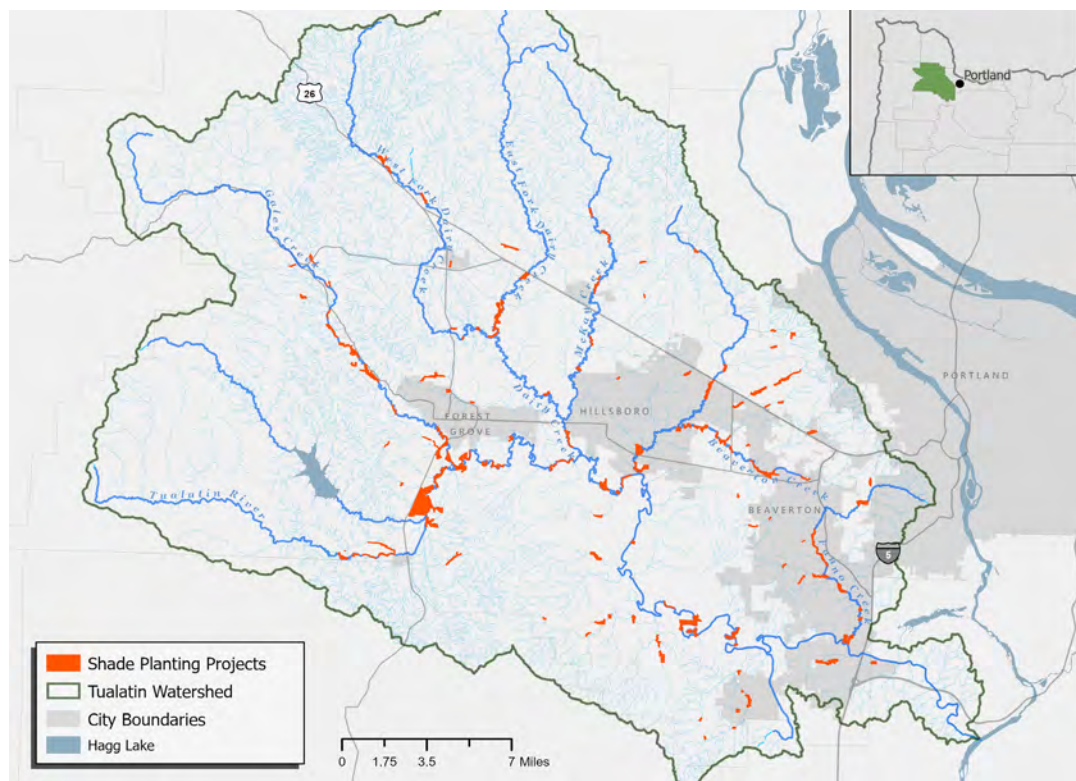 Portland
26
West Fork Dairy Creek
East Fork Dairy Creek
Gales Creek
McKay Creek
PORTLAND
Dairy Creek
HILLSBORO
FOREST
GROVE
Beaverton Creek
Tualatin River
BEAVERTON
Fanno Creek
5
Shade Planting Projects
Tualatin Watershed
City Boundaries
Hagg Lake
0 1.75 3.5 7 Miles